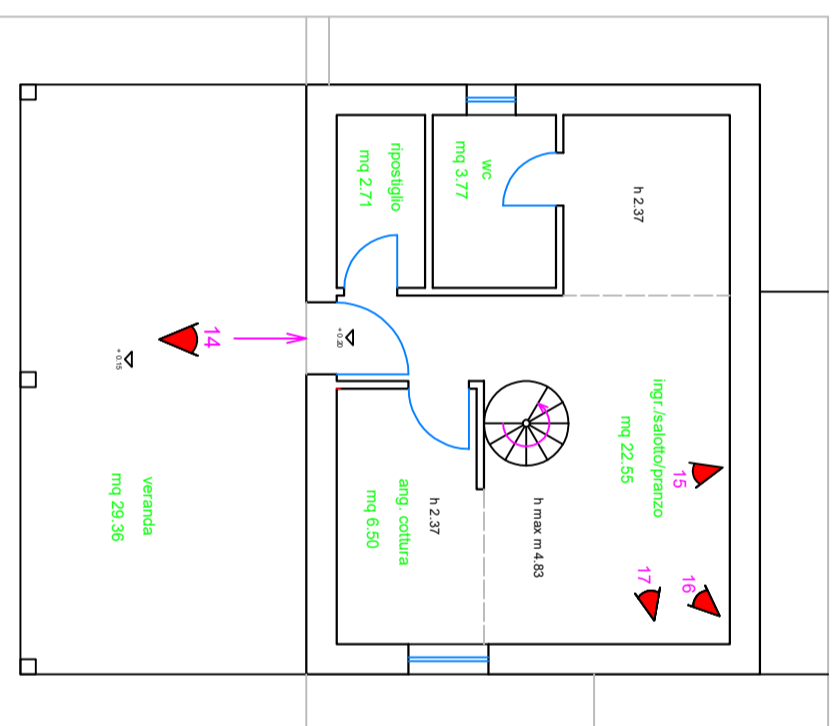 ripostiglio
mq 2.71
wc
mq 3.77
h 2.37
14
+ 0.15
+ 0.20
ingr./salotto/pranzo
mq 22.55
15
16
17
h max m 4.83
h 2.37
ang. cottura
mq 6.50
veranda
mq 29.36